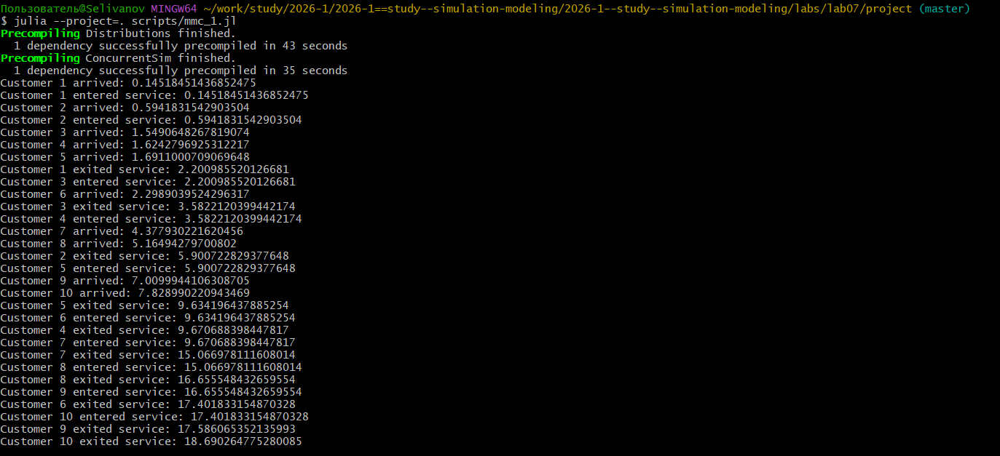 Пользователь@Selivanov MINGW64 ~/work/study/2026-1/2026-1==study--simulation-modeling/2026-1--study--simulation-modeling/labs/lab07/project (master)
$ julia --project=. scripts/mmc_1.jl
Precompiling Distributions finished.
  1 dependency successfully precompiled in 43 seconds
Precompiling ConcurrentSim finished.
  1 dependency successfully precompiled in 35 seconds
Customer 1 arrived: 0.14518451436852475
Customer 1 entered service: 0.14518451436852475
Customer 2 arrived: 0.5941831542903504
Customer 2 entered service: 0.5941831542903504
Customer 3 arrived: 1.5490648267819074
Customer 4 arrived: 1.6242796925312217
Customer 5 arrived: 1.6911000709069648
Customer 1 exited service: 2.200985520126681
Customer 3 entered service: 2.200985520126681
Customer 6 arrived: 2.2989039524296317
Customer 3 exited service: 3.5822120399442174
Customer 4 entered service: 3.5822120399442174
Customer 7 arrived: 4.377930221620456
Customer 8 arrived: 5.16494279700802
Customer 2 exited service: 5.900722829377648
Customer 5 entered service: 5.900722829377648
Customer 9 arrived: 7.0099944106308705
Customer 10 arrived: 7.828990220943469
Customer 5 exited service: 9.634196437885254
Customer 6 entered service: 9.634196437885254
Customer 4 exited service: 9.670688398447817
Customer 7 entered service: 9.670688398447817
Customer 7 exited service: 15.066978111608014
Customer 8 entered service: 15.066978111608014
Customer 8 exited service: 16.655548432659554
Customer 9 entered service: 16.655548432659554
Customer 6 exited service: 17.401833154870328
Customer 10 entered service: 17.401833154870328
Customer 9 exited service: 17.586065352135993
Customer 10 exited service: 18.690264775280085